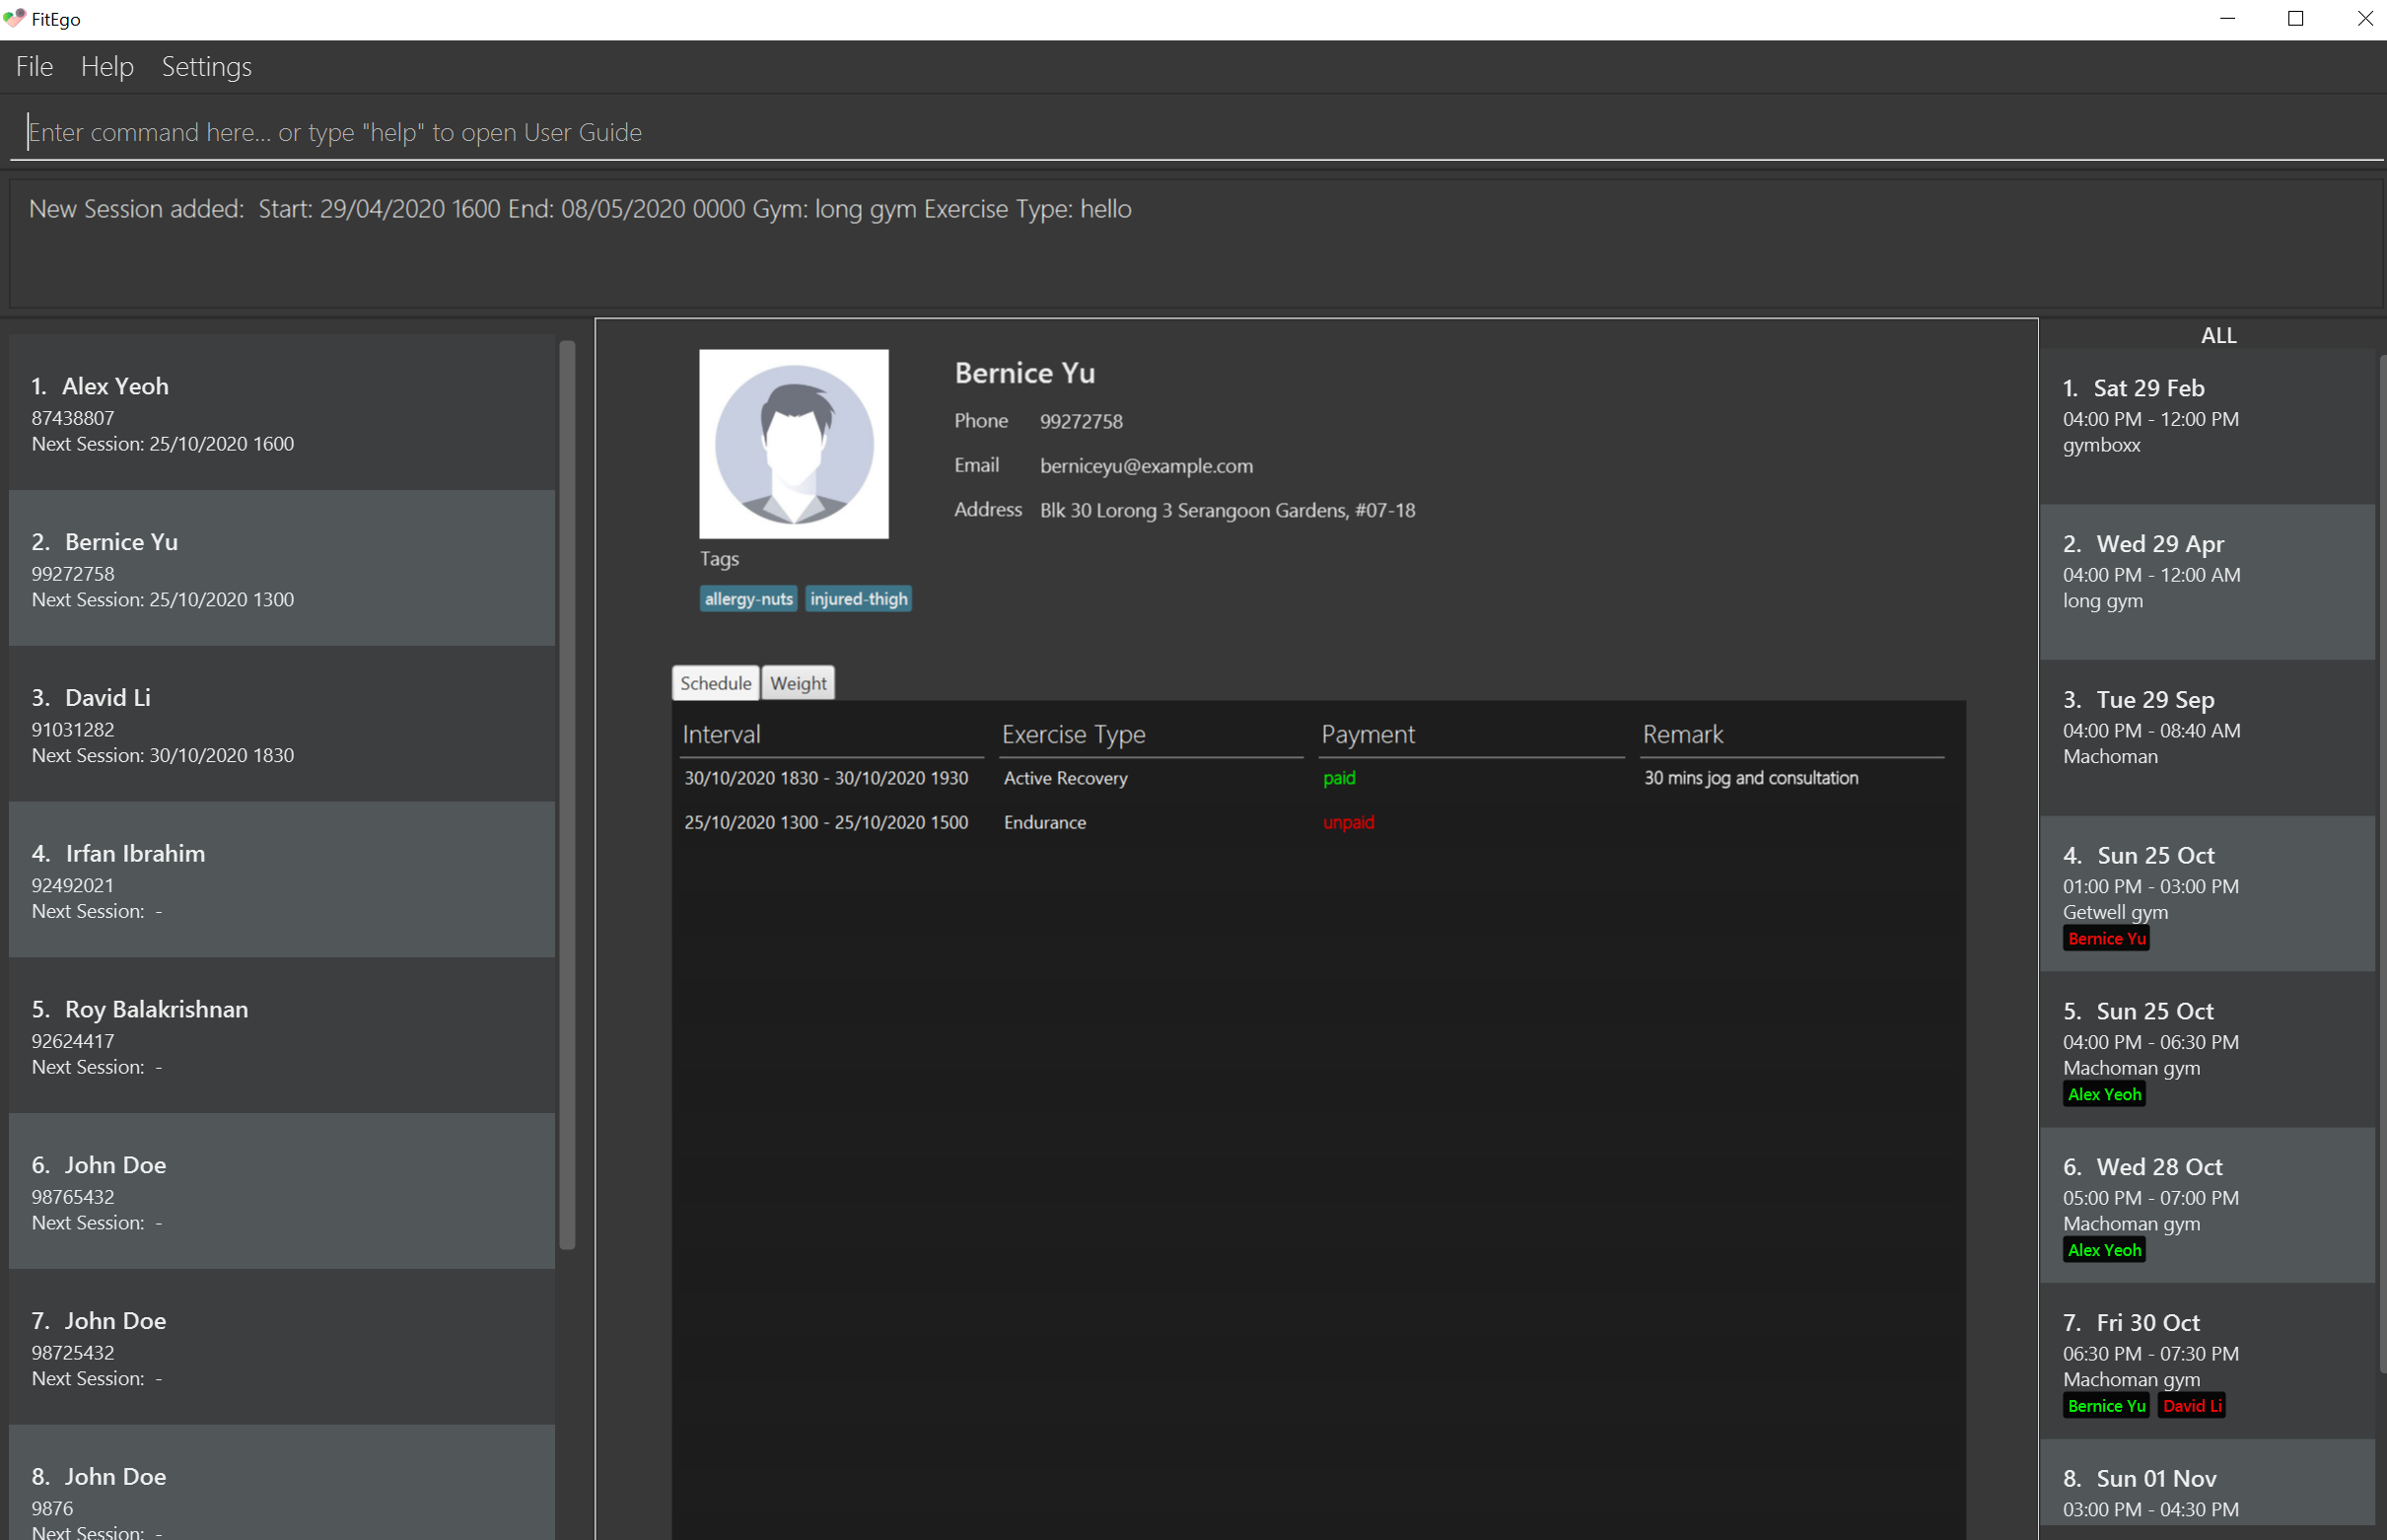 FitEgo
File Help Settings
Enter command here... or type "help" to open User Guide
New Session added: Start: 29/04/2020 1600 End: 08/05/2020 0000 Gym: long gym Exercise Type: hello
1. Alex Yeoh
87438807
Next Session: 25/10/2020 1600
2. Bernice Yu
99272758
Next Session: 25/10/2020 1300
3. David Li
91031282
Next Session: 30/10/2020 1830
4. Irfan Ibrahim
92492021
Next Session: -
5. Roy Balakrishnan
92624417
Next Session: -
6. John Doe
98765432
Next Session: -
7. John Doe
98725432
Next Session: -
8. John Doe
9876
Next Session: -
Bernice Yu
Phone 99272758
Email berniceyu@example.com
Address Blk 30 Lorong 3 Serangoon Gardens, #07-18
Tags
allergy-nuts injured-thigh
Schedule Weight
Interval Exercise Type Payment Remark
30/10/2020 1830 - 30/10/2020 1930 Active Recovery paid 30 mins jog and consultation
25/10/2020 1300 - 25/10/2020 1500 Endurance unpaid
ALL
1. Sat 29 Feb
04:00 PM - 12:00 PM
gymboxx
2. Wed 29 Apr
04:00 PM - 12:00 AM
long gym
3. Tue 29 Sep
04:00 PM - 08:40 AM
Machoman
4. Sun 25 Oct
01:00 PM - 03:00 PM
Getwell gym
Bernice Yu
5. Sun 25 Oct
04:00 PM - 06:30 PM
Machoman gym
Alex Yeoh
6. Wed 28 Oct
05:00 PM - 07:00 PM
Machoman gym
Alex Yeoh
7. Fri 30 Oct
06:30 PM - 07:30 PM
Machoman gym
Bernice Yu David Li
8. Sun 01 Nov
03:00 PM - 04:30 PM